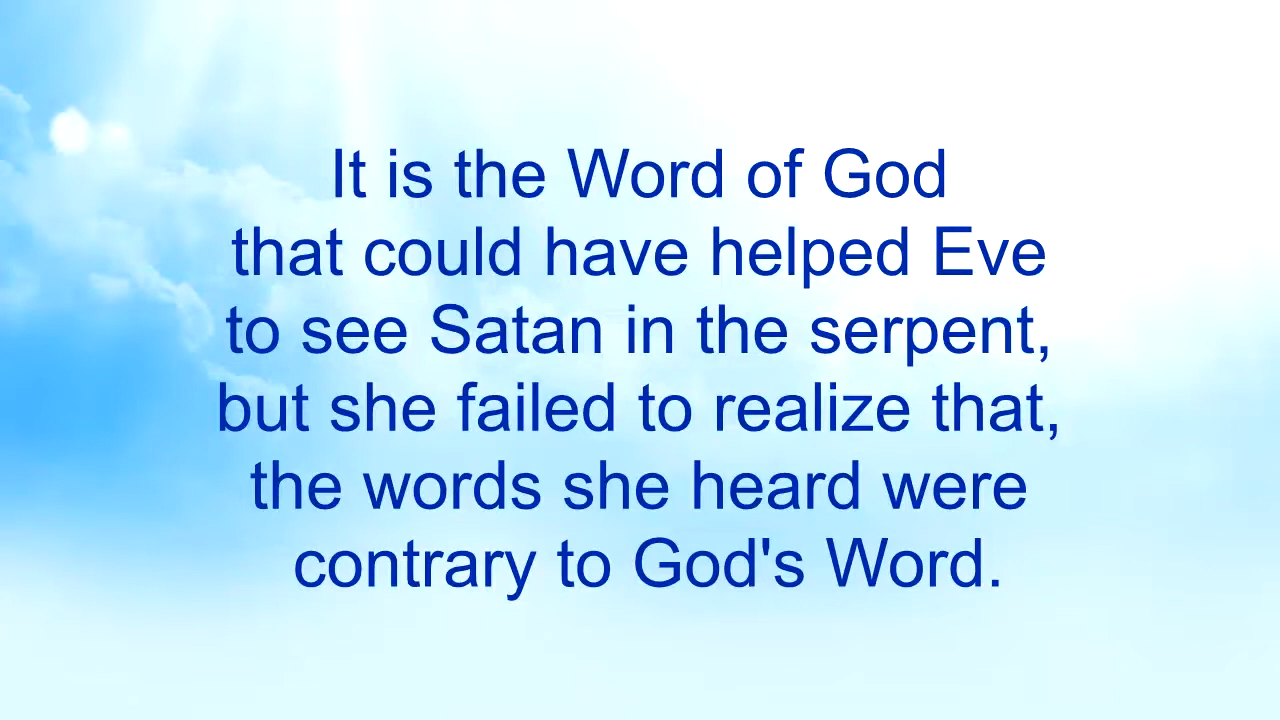 It is the Word of God
that could have helped Eve
to see Satan in the serpent,
but she failed to realize that,
the words she heard were
contrary to God's Word.